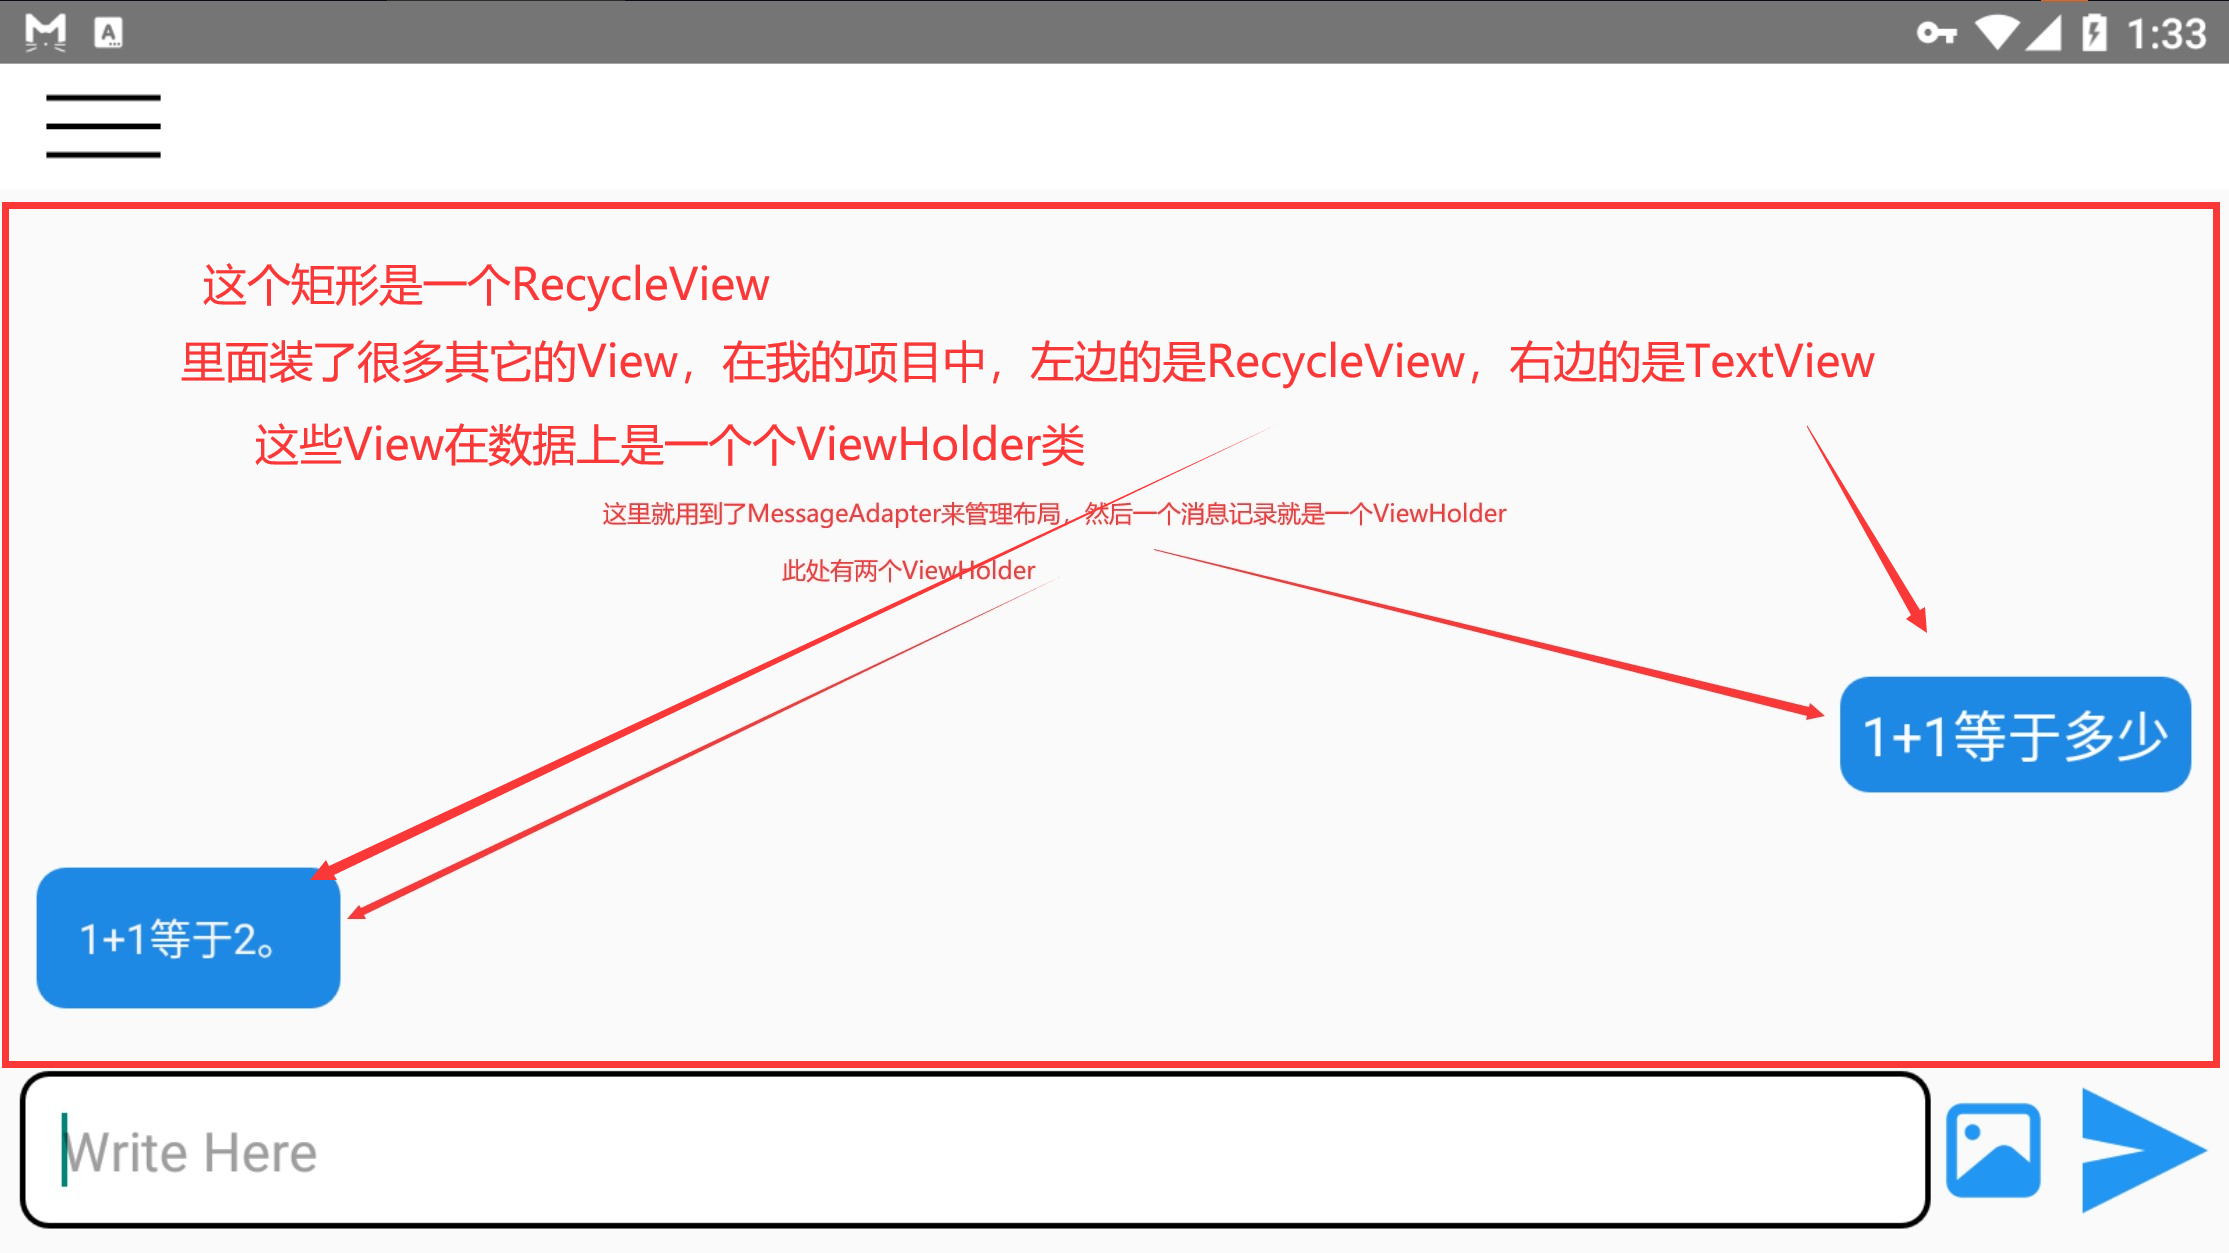 1:33
这个矩形是一个RecycleView
里面装了很多其它的View，在我的项目中，左边的是RecycleView，右边的是TextView
这些View在数据上是一个个ViewHolder类
这里就用到了MessageAdapter来管理布局，然后一个消息记录就是一个ViewHolder
此处有两个ViewHolder
1+1等于多少
1+1等于2。
Write Here